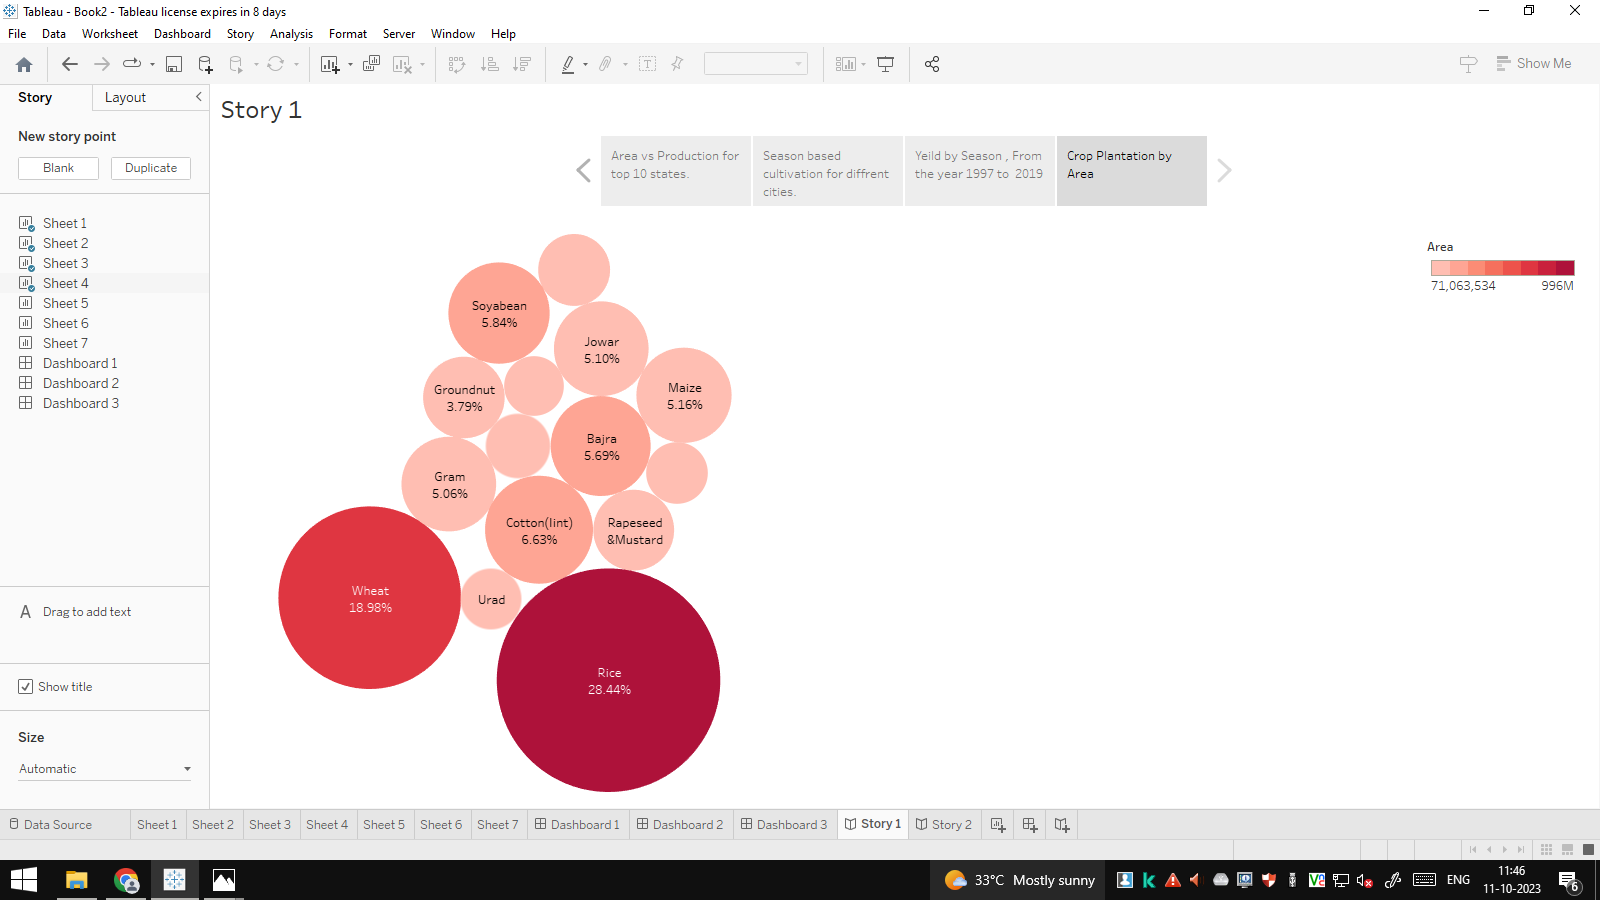 Tableau - Book2 - Tableau license expires in 8 days
File Data Worksheet Dashboard Story Analysis Format Server Window Help
Show Me
Story Layout
New story point
Blank Duplicate
Sheet 1
Sheet 2
Sheet 3
Sheet 4
Sheet 5
Sheet 6
Sheet 7
Dashboard 1
Dashboard 2
Dashboard 3
A Drag to add text
Show title
Size
Automatic
Story 1
Area vs Production for
top 10 states.
Season based
cultivation for diffrent
cities.
Yeild by Season , From
the year 1997 to 2019
Crop Plantation by
Area
Soyabean
5.84%
Jowar
5.10%
Groundnut
3.79%
Maize
5.16%
Bajra
5.69%
Gram
5.06%
Cotton(lint)
6.63%
Rapeseed
&Mustard
Wheat
18.98%
Urad
Rice
28.44%
Area
71,063,534 996M
Data Source Sheet 1 Sheet 2 Sheet 3 Sheet 4 Sheet 5 Sheet 6 Sheet 7 Dashboard 1 Dashboard 2 Dashboard 3 Story 1 Story 2
33°C Mostly sunny
ENG
11:46
11-10-2023
6